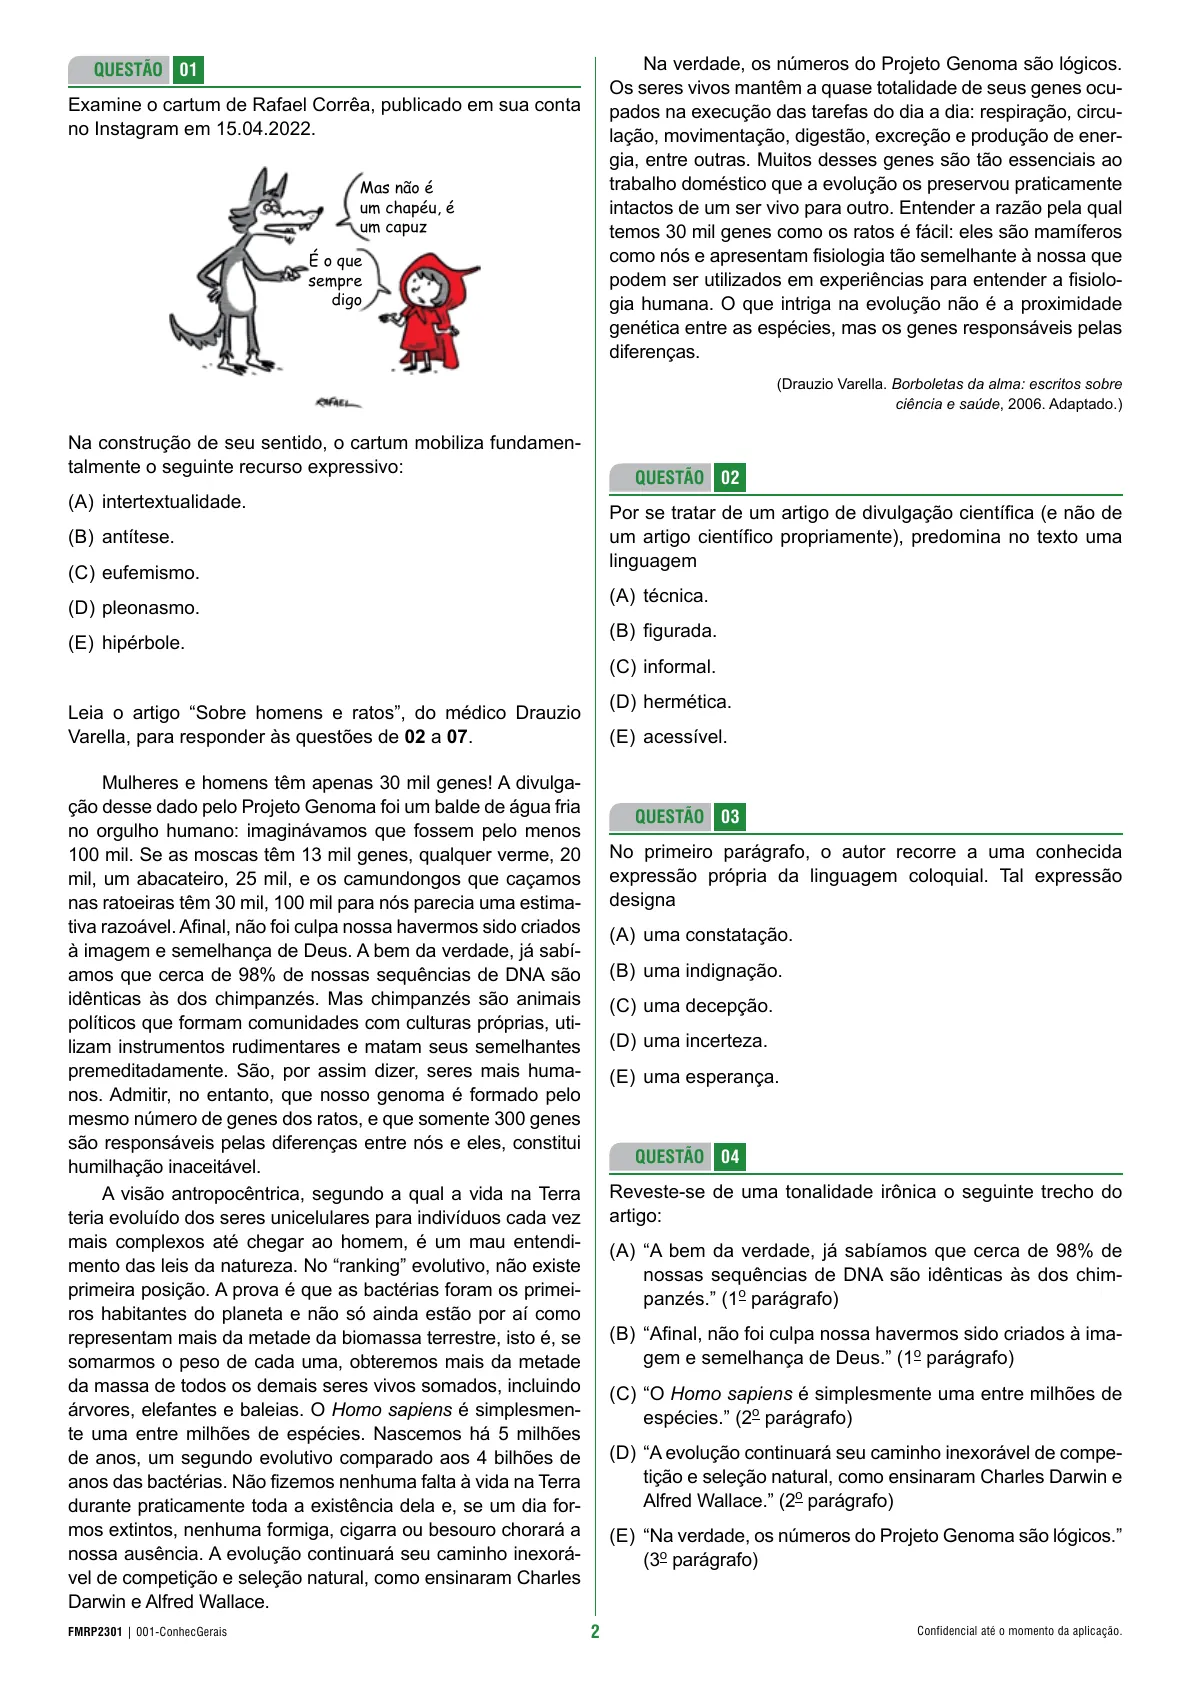 QUESTÃO 01
Examine o cartum de Rafael Corrêa, publicado em sua conta
no Instagram em 15.04.2022.
Mas não é
um chapéu, é
um capuz
É o que
sempre
digo
RAFAEL
Na construção de seu sentido, o cartum mobiliza fundamen-
talmente o seguinte recurso expressivo:
(A) intertextualidade.
(B) antítese.
(C) eufemismo.
(D) pleonasmo.
(E) hipérbole.
Leia o artigo “Sobre homens e ratos”, do médico Drauzio
Varella, para responder às questões de 02 a 07.
Mulheres e homens têm apenas 30 mil genes! A divulga-
ção desse dado pelo Projeto Genoma foi um balde de água fria
no orgulho humano: imaginávamos que fossem pelo menos
100 mil. Se as moscas têm 13 mil genes, qualquer verme, 20
mil, um abacateiro, 25 mil, e os camundongos que caçamos
nas ratoeiras têm 30 mil, 100 mil para nós parecia uma estima-
tiva razoável. Afinal, não foi culpa nossa havermos sido criados
à imagem e semelhança de Deus. A bem da verdade, já sabí-
amos que cerca de 98% de nossas sequências de DNA são
idênticas às dos chimpanzés. Mas chimpanzés são animais
políticos que formam comunidades com culturas próprias, uti-
lizam instrumentos rudimentares e matam seus semelhantes
premeditadamente. São, por assim dizer, seres mais huma-
nos. Admitir, no entanto, que nosso genoma é formado pelo
mesmo número de genes dos ratos, e que somente 300 genes
são responsáveis pelas diferenças entre nós e eles, constitui
humilhação inaceitável.
A visão antropocêntrica, segundo a qual a vida na Terra
teria evoluído dos seres unicelulares para indivíduos cada vez
mais complexos até chegar ao homem, é um mau entendi-
mento das leis da natureza. No “ranking” evolutivo, não existe
primeira posição. A prova é que as bactérias foram os primei-
ros habitantes do planeta e não só ainda estão por aí como
representam mais da metade da biomassa terrestre, isto é, se
somarmos o peso de cada uma, obteremos mais da metade
da massa de todos os demais seres vivos somados, incluindo
árvores, elefantes e baleias. O Homo sapiens é simplesmen-
te uma entre milhões de espécies. Nascemos há 5 milhões
de anos, um segundo evolutivo comparado aos 4 bilhões de
anos das bactérias. Não fizemos nenhuma falta à vida na Terra
durante praticamente toda a existência dela e, se um dia for-
mos extintos, nenhuma formiga, cigarra ou besouro chorará a
nossa ausência. A evolução continuará seu caminho inexorá-
vel de competição e seleção natural, como ensinaram Charles
Darwin e Alfred Wallace.
Na verdade, os números do Projeto Genoma são lógicos.
Os seres vivos mantêm a quase totalidade de seus genes ocu-
pados na execução das tarefas do dia a dia: respiração, circu-
lação, movimentação, digestão, excreção e produção de ener-
gia, entre outras. Muitos desses genes são tão essenciais ao
trabalho doméstico que a evolução os preservou praticamente
intactos de um ser vivo para outro. Entender a razão pela qual
temos 30 mil genes como os ratos é fácil: eles são mamíferos
como nós e apresentam fisiologia tão semelhante à nossa que
podem ser utilizados em experiências para entender a fisiolo-
gia humana. O que intriga na evolução não é a proximidade
genética entre as espécies, mas os genes responsáveis pelas
diferenças.
(Drauzio Varella. Borboletas da alma: escritos sobre
ciência e saúde, 2006. Adaptado.)
QUESTÃO 02
Por se tratar de um artigo de divulgação científica (e não de
um artigo científico propriamente), predomina no texto uma
linguagem
(A) técnica.
(B) figurada.
(C) informal.
(D) hermética.
(E) acessível.
QUESTÃO 03
No primeiro parágrafo, o autor recorre a uma conhecida
expressão própria da linguagem coloquial. Tal expressão
designa
(A) uma constatação.
(B) uma indignação.
(C) uma decepção.
(D) uma incerteza.
(E) uma esperança.
QUESTÃO 04
Reveste-se de uma tonalidade irônica o seguinte trecho do
artigo:
(A) “A bem da verdade, já sabíamos que cerca de 98% de
nossas sequências de DNA são idênticas às dos chim-
panzés.” (1º parágrafo)
(B) “Afinal, não foi culpa nossa havermos sido criados à ima-
gem e semelhança de Deus.” (1º parágrafo)
(C) “O Homo sapiens é simplesmente uma entre milhões de
espécies.” (2º parágrafo)
(D) “A evolução continuará seu caminho inexorável de compe-
tição e seleção natural, como ensinaram Charles Darwin e
Alfred Wallace.” (2º parágrafo)
(E) “Na verdade, os números do Projeto Genoma são lógicos.”
(3º parágrafo)
FMRP2301 | 001-ConhecGerais
2
Confidencial até o momento da aplicação.